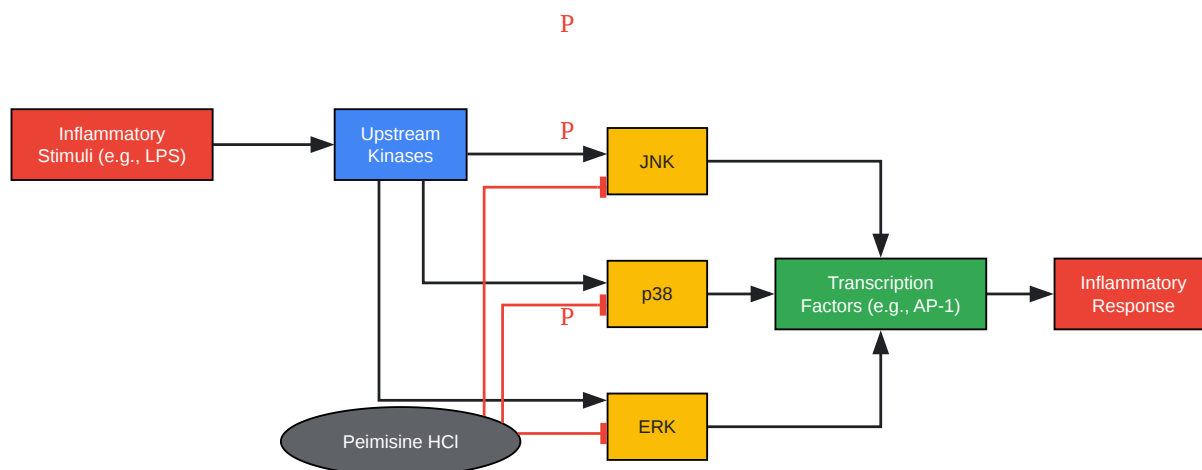 P
Inflammatory
Stimuli (e.g., LPS)
Upstream
Kinases
P
JNK
p38
P
Transcription
Factors (e.g., AP-1)
Inflammatory
Response
ERK
Peimisine HCl